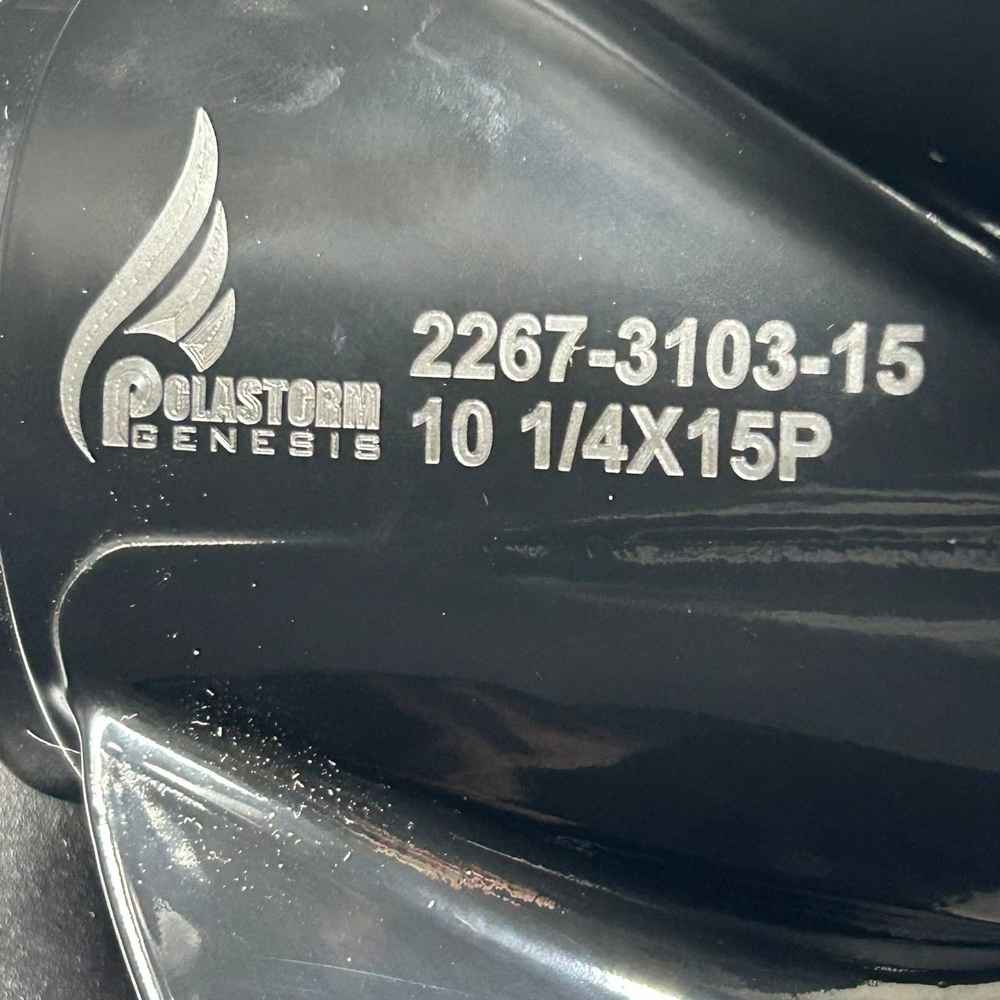 POLASTORM
GENESIS
2267-3103-15
10 1/4X15P